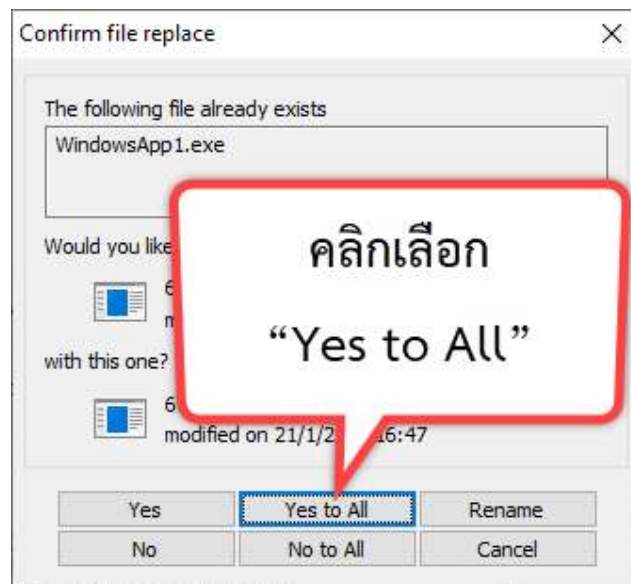 Confirm file replace
The following file already exists
WindowsApp1.exe
Would you like
คลิกเลือก
“Yes to All”
6
with this one?
6
modified on 21/1/2 16:47
Yes
Yes to All
Rename
No
No to All
Cancel